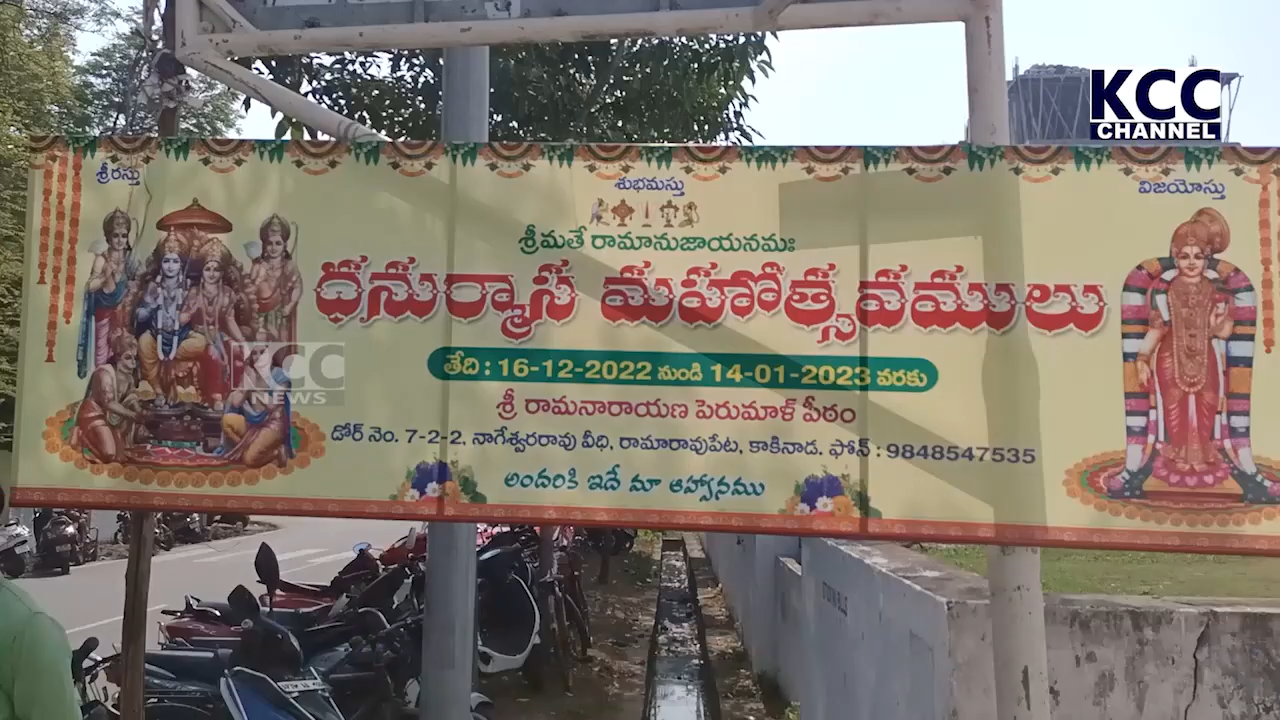 KCC
CHANNEL
శ్రీరస్తు
శుభమస్తు
విజయోస్తు
శ్రీమతే రామానుజాయనమః
ధనుర్మాస మహోత్సవములు
తేది : 16-12-2022 నుండి 14-01-2023 వరకు
శ్రీ రామనారాయణ పెరుమాళ్ పీఠం
డోర్ నెం. 7-2-2, నాగేశ్వరరావు వీధి, రామారావుపేట, కాకినాడ. ఫోన్ : 9848547535
అందరికి ఇదే మా ఆహ్వానము
KCC
NEWS